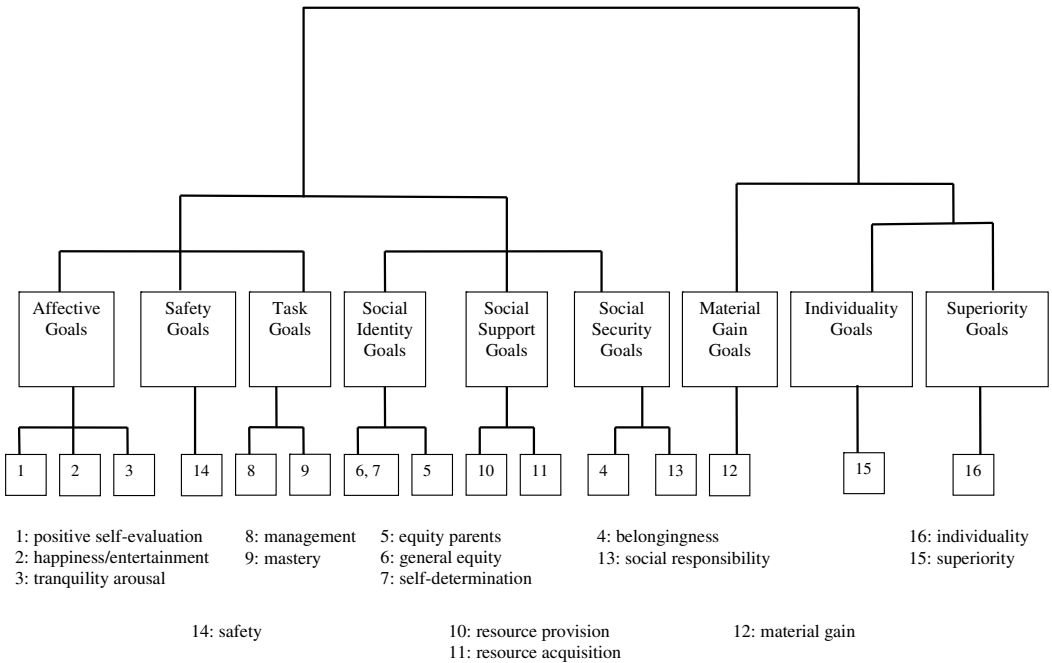 Affective
Goals
Safety
Goals
Task
Goals
Social
Identity
Goals
Social
Support
Goals
Social
Security
Goals
Material
Gain
Goals
Individuality
Goals
Superiority
Goals
1
2
3
14
8
9
6, 7
5
10
11
4
13
12
15
16
1: positive self-evaluation
2: happiness/entertainment
3: tranquility arousal
8: management
9: mastery
5: equity parents
6: general equity
7: self-determination
4: belongingness
13: social responsibility
16: individuality
15: superiority
14: safety
10: resource provision
11: resource acquisition
12: material gain